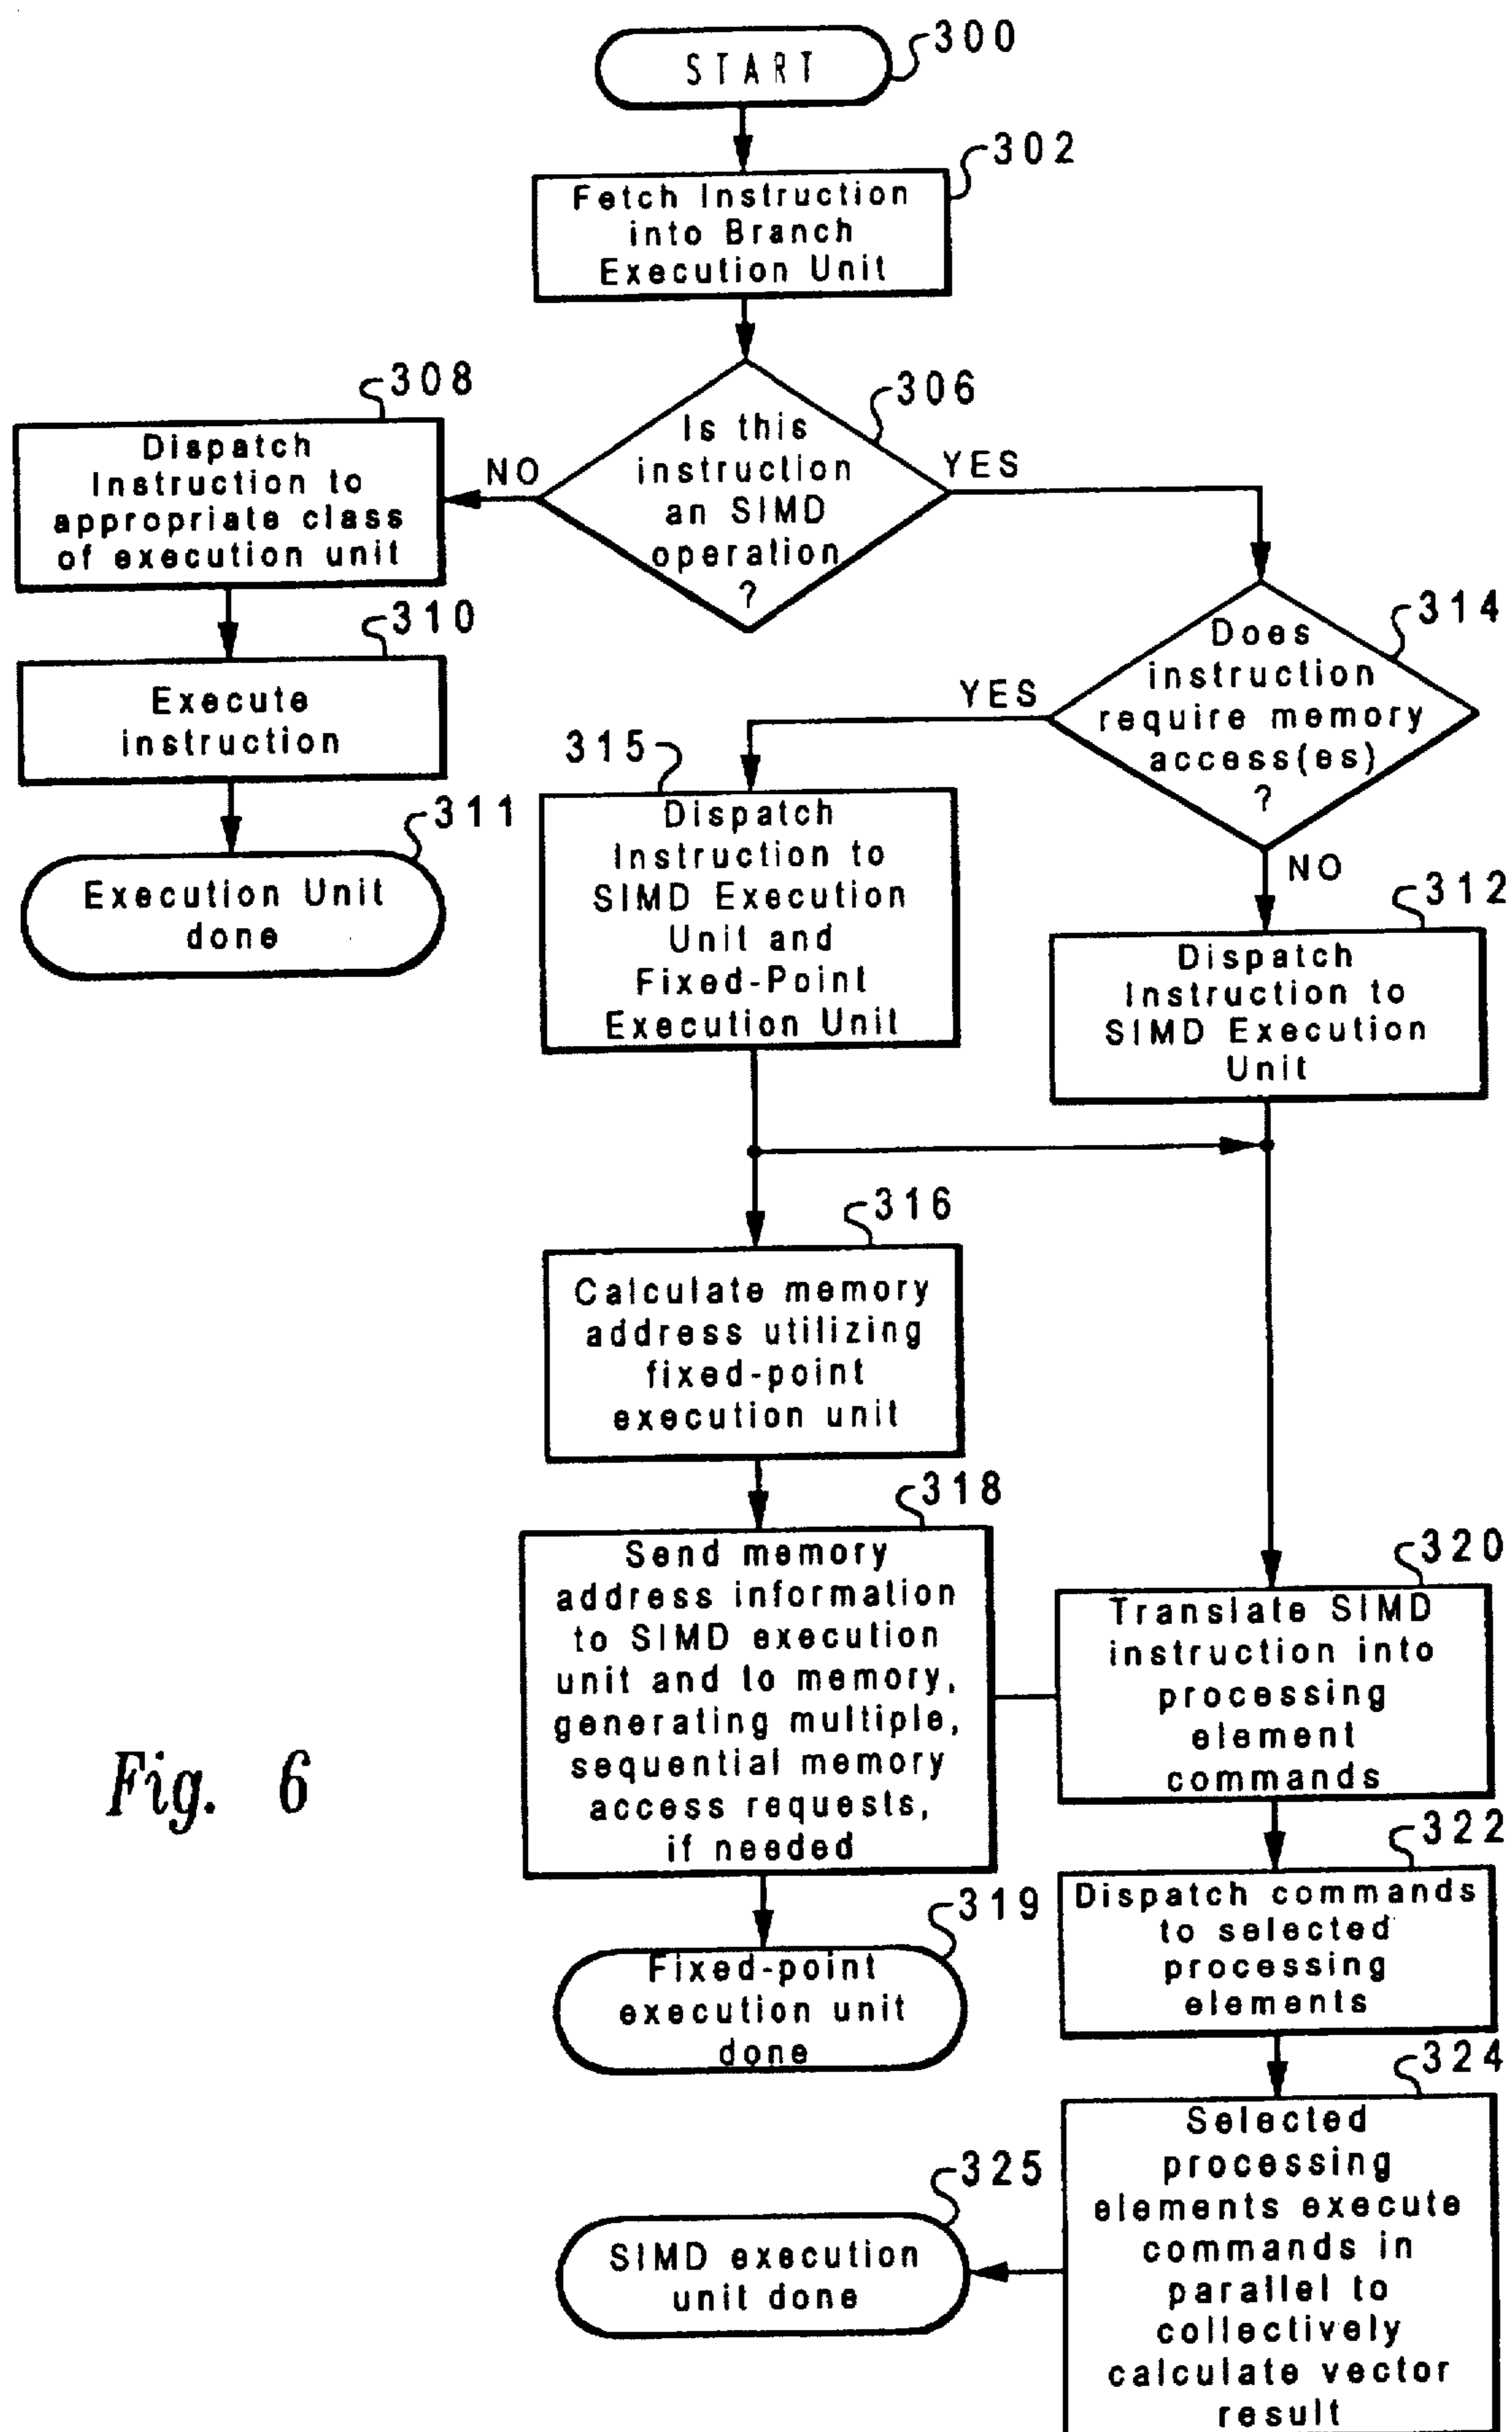 300
START
302
Fetch Instruction
into Branch
Execution Unit
308
Dispatch
Instruction to
appropriate class
of execution unit
NO
306
Is this
instruction
an SIMD
operation
?
YES
310
Execute
instruction
311
Execution Unit
done
314
Does
instruction
require memory
access(es)
?
YES
NO
315
Dispatch
Instruction to
SIMD Execution
Unit and
Fixed-Point
Execution Unit
312
Dispatch
Instruction to
SIMD Execution
Unit
316
Calculate memory
address utilizing
fixed-point
execution unit
318
Send memory
address information
to SIMD execution
unit and to memory,
generating multiple,
sequential memory
access requests,
if needed
320
Translate SIMD
instruction into
processing
element
commands
Fig. 6
322
Dispatch commands
to selected
processing
elements
319
Fixed-point
execution unit
done
324
Selected
processing
elements execute
commands in
parallel to
collectively
calculate vector
result
325
SIMD execution
unit done